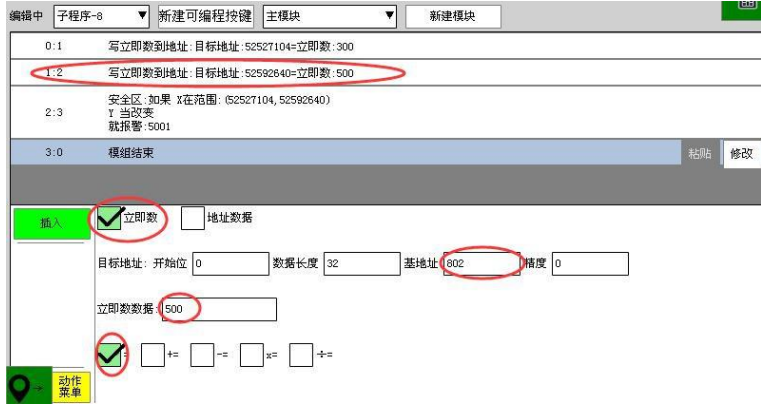 编辑中 子程序-8 新建可编程按键 主模块 新建模块
0:1 写立即数到地址:目标地址:52527104=立即数:300
1:2 写立即数到地址:目标地址:52592640=立即数:500
2:3 安全区:如果 X在范围:(52527104,52592640)
Y 当改变
就报警:5001
3:0 模组结束 粘贴 修改
插入 立即数 地址数据
目标地址: 开始位 0 数据长度 32 基地址 802 精度 0
立即数数据: 500
= += -= x= ÷=
动作
菜单